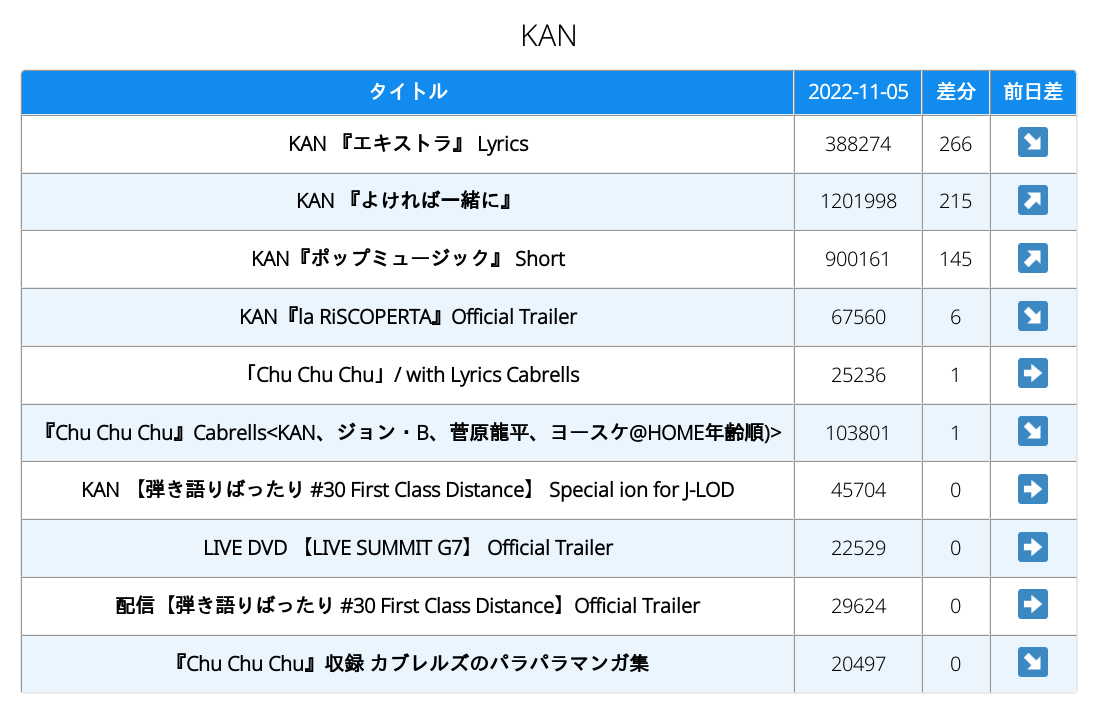 KAN
タイトル 2022-11-05 差分 前日差
KAN 『エキストラ』 Lyrics 388274 266 ↘
KAN 『よければ一緒に』 1201998 215 ↗
KAN『ポップミュージック』 Short 900161 145 ↗
KAN『la RiSCOPERTA』Official Trailer 67560 6 ↘
「Chu Chu Chu」/ with Lyrics Cabrells 25236 1 ➡
『Chu Chu Chu』Cabrells<KAN、ジョン・B、菅原龍平、ヨースケ@HOME年齢順)> 103801 1 ↘
KAN 【弾き語りばったり #30 First Class Distance】 Special ion for J-LOD 45704 0 ➡
LIVE DVD 【LIVE SUMMIT G7】 Official Trailer 22529 0 ➡
配信【弾き語りばったり #30 First Class Distance】Official Trailer 29624 0 ➡
『Chu Chu Chu』収録 カブレルズのパラパラマンガ集 20497 0 ↘